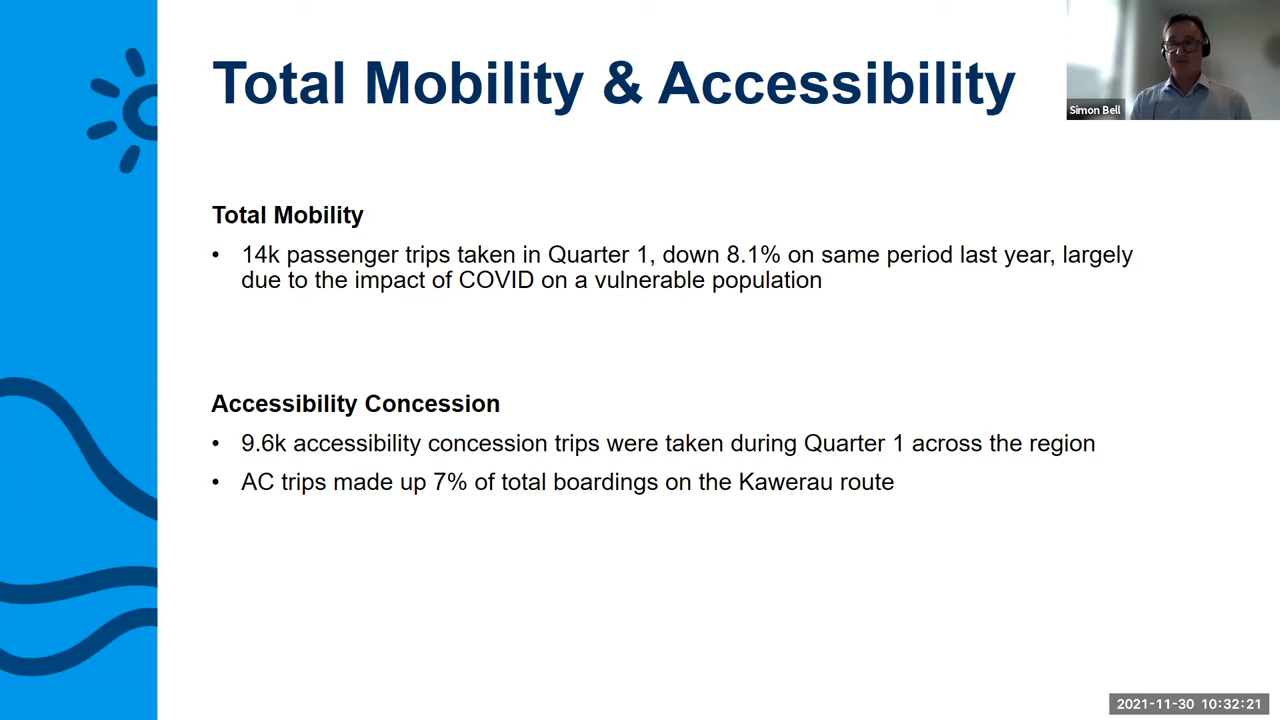 Total Mobility & Accessibility
Simon Bell
Total Mobility
• 14k passenger trips taken in Quarter 1, down 8.1% on same period last year, largely
due to the impact of COVID on a vulnerable population
Accessibility Concession
• 9.6k accessibility concession trips were taken during Quarter 1 across the region
• AC trips made up 7% of total boardings on the Kawerau route
2021-11-30 10:32:21